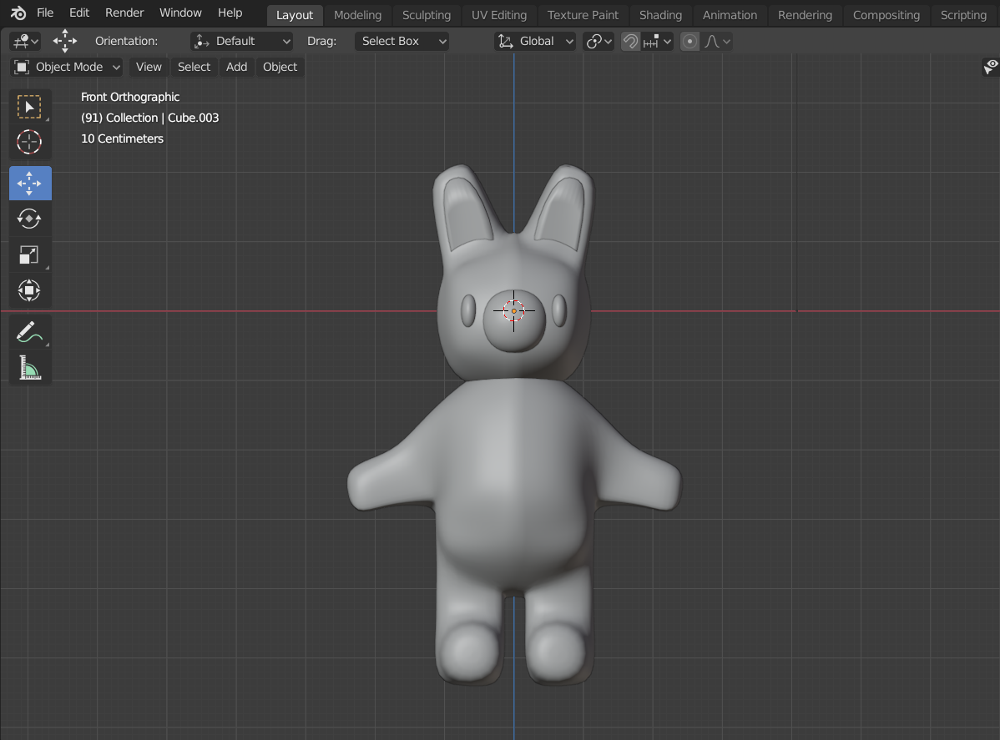 File Edit Render Window Help Layout Modeling Sculpting UV Editing Texture Paint Shading Animation Rendering Compositing Scripting
Orientation: Default Drag: Select Box Global
Object Mode View Select Add Object
Front Orthographic
(91) Collection | Cube.003
10 Centimeters